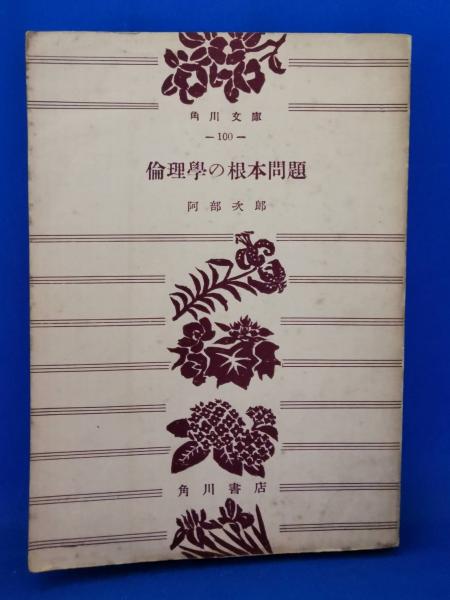 角川文庫
—100—
倫理學の根本問題
阿部次郎
角川書店